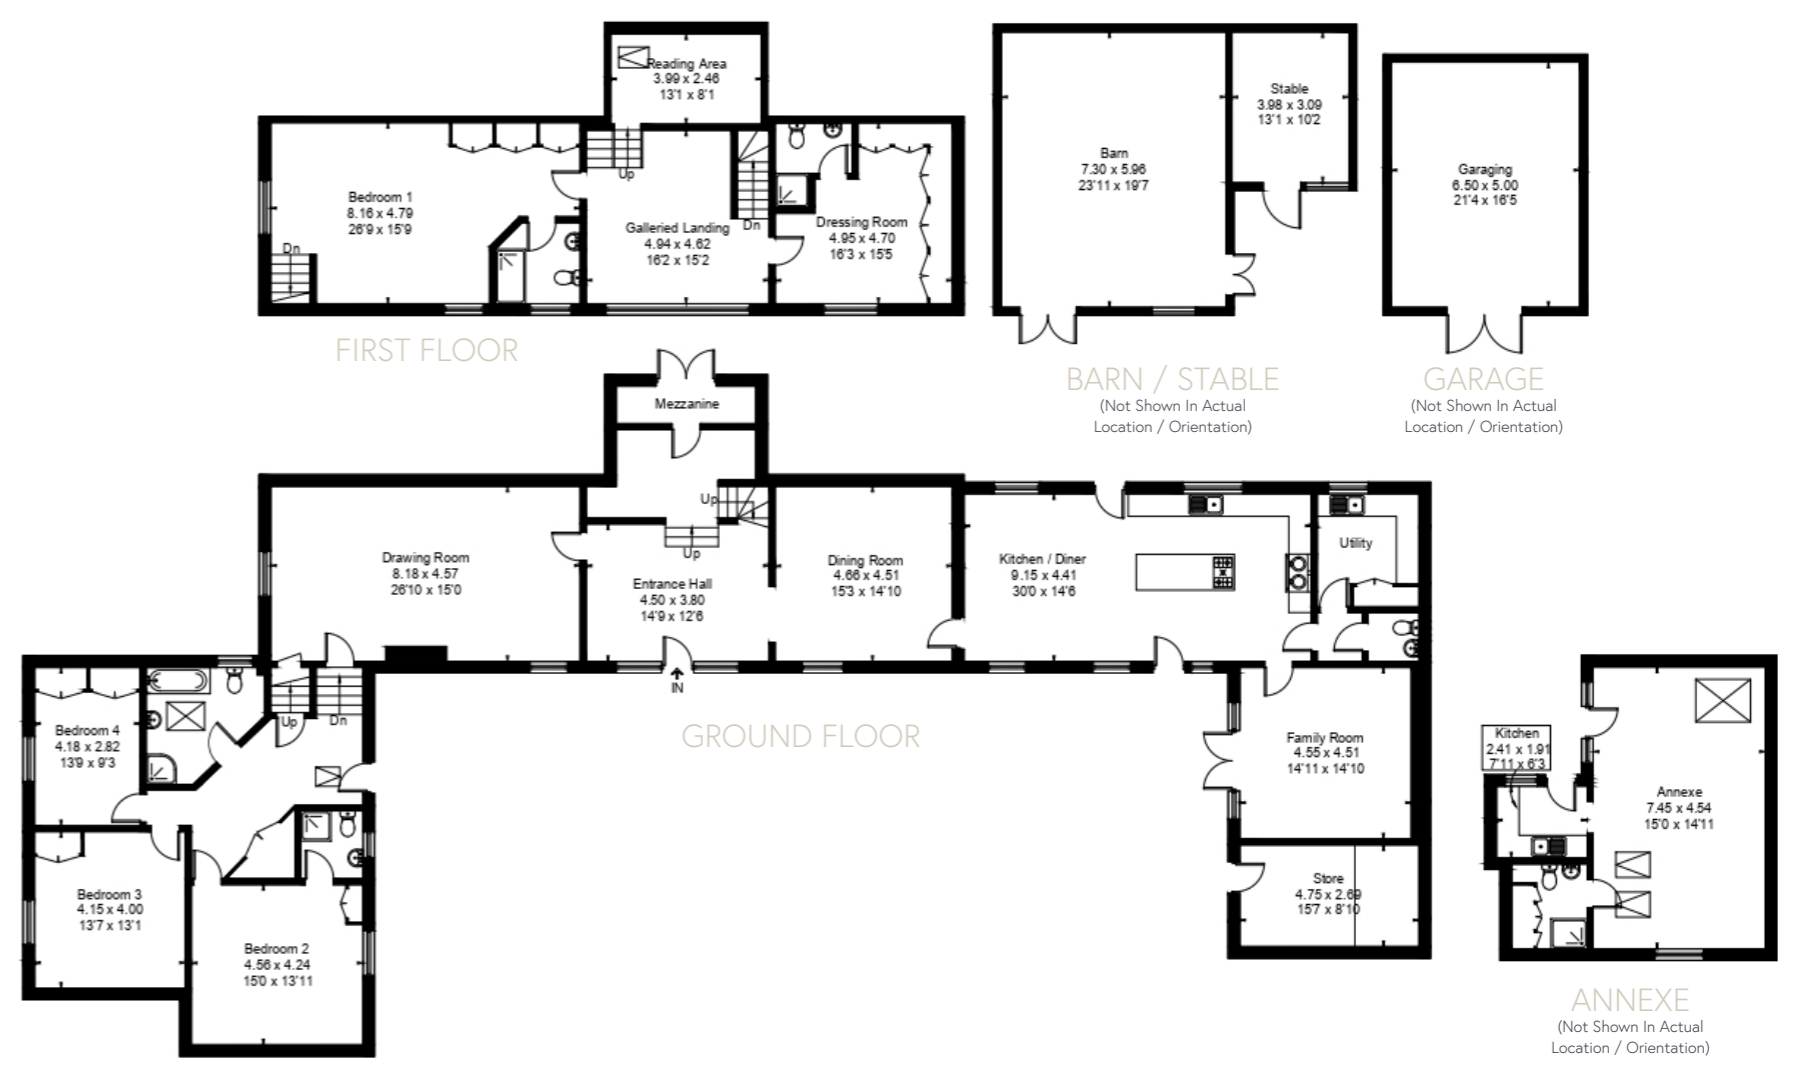 Reading Area
3.99 x 2.46
13'1 x 8'1
Up
Bedroom 1
8.16 x 4.79
26'9 x 15'9
Dn
Galleried Landing
4.94 x 4.62
16'2 x 15'2
Dn
Dressing Room
4.95 x 4.70
16'3 x 15'5
FIRST FLOOR
Barn
7.30 x 5.96
23'11 x 19'7
Stable
3.98 x 3.09
13'1 x 10'2
BARN / STABLE
(Not Shown In Actual
Location / Orientation)
Garaging
6.50 x 5.00
21'4 x 16'5
GARAGE
(Not Shown In Actual
Location / Orientation)
Mezzanine
Up
Up
Drawing Room
8.18 x 4.57
26'10 x 15'0
Entrance Hall
4.50 x 3.80
14'9 x 12'6
IN
Dining Room
4.66 x 4.51
15'3 x 14'10
Kitchen / Diner
9.15 x 4.41
30'0 x 14'6
Utility
Up
Dn
Bedroom 4
4.18 x 2.82
13'9 x 9'3
Bedroom 3
4.15 x 4.00
13'7 x 13'1
Bedroom 2
4.56 x 4.24
15'0 x 13'11
GROUND FLOOR
Family Room
4.55 x 4.51
14'11 x 14'10
Store
4.75 x 2.69
15'7 x 8'10
Kitchen
2.41 x 1.91
7'11 x 6'3
Annexe
7.45 x 4.54
15'0 x 14'11
ANNEXE
(Not Shown In Actual
Location / Orientation)